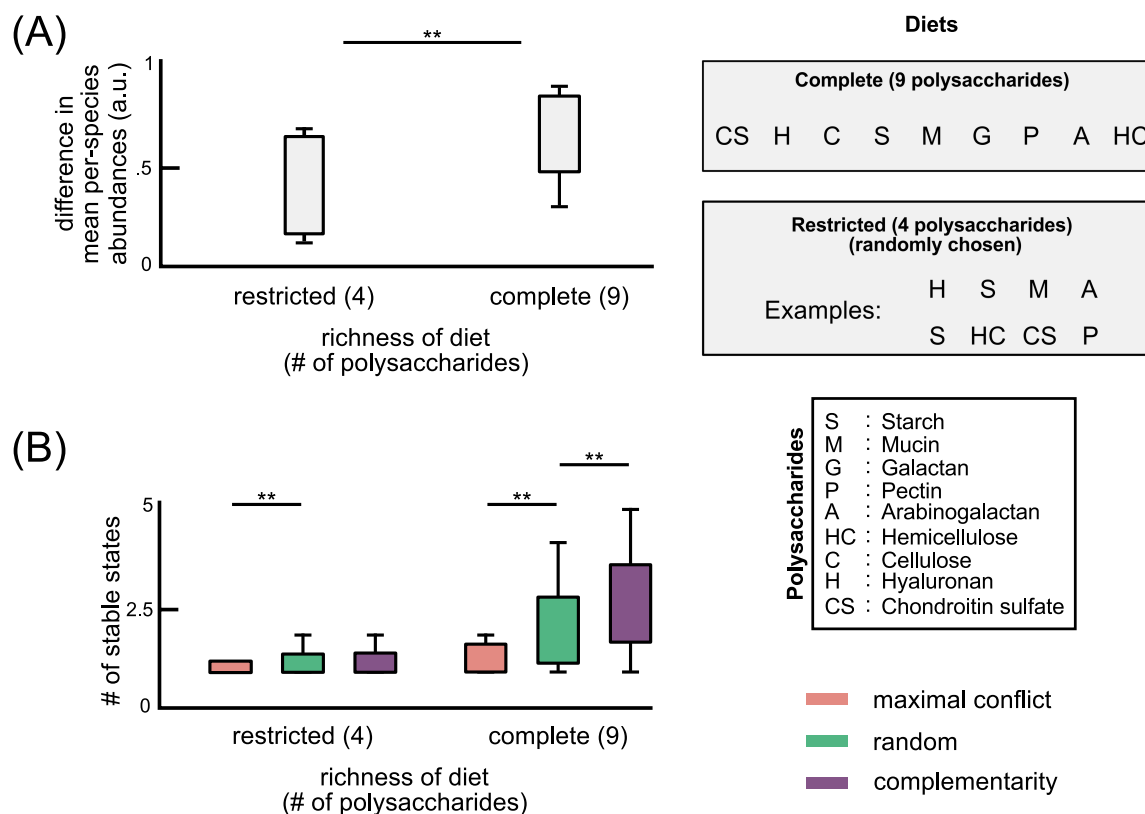 (A)
**
difference in
mean per-species
abundances (a.u.)
1
.5
0
restricted (4)
complete (9)
richness of diet
(# of polysaccharides)
Diets
Complete (9 polysaccharides)
CS H C S M G P A HC
Restricted (4 polysaccharides)
(randomly chosen)
Examples:
H S M A
S HC CS P
(B)
**
**
**
# of stable states
5
2.5
0
restricted (4)
complete (9)
richness of diet
(# of polysaccharides)
Polysaccharides
S : Starch
M : Mucin
G : Galactan
P : Pectin
A : Arabinogalactan
HC : Hemicellulose
C : Cellulose
H : Hyaluronan
CS : Chondroitin sulfate
maximal conflict
random
complementarity